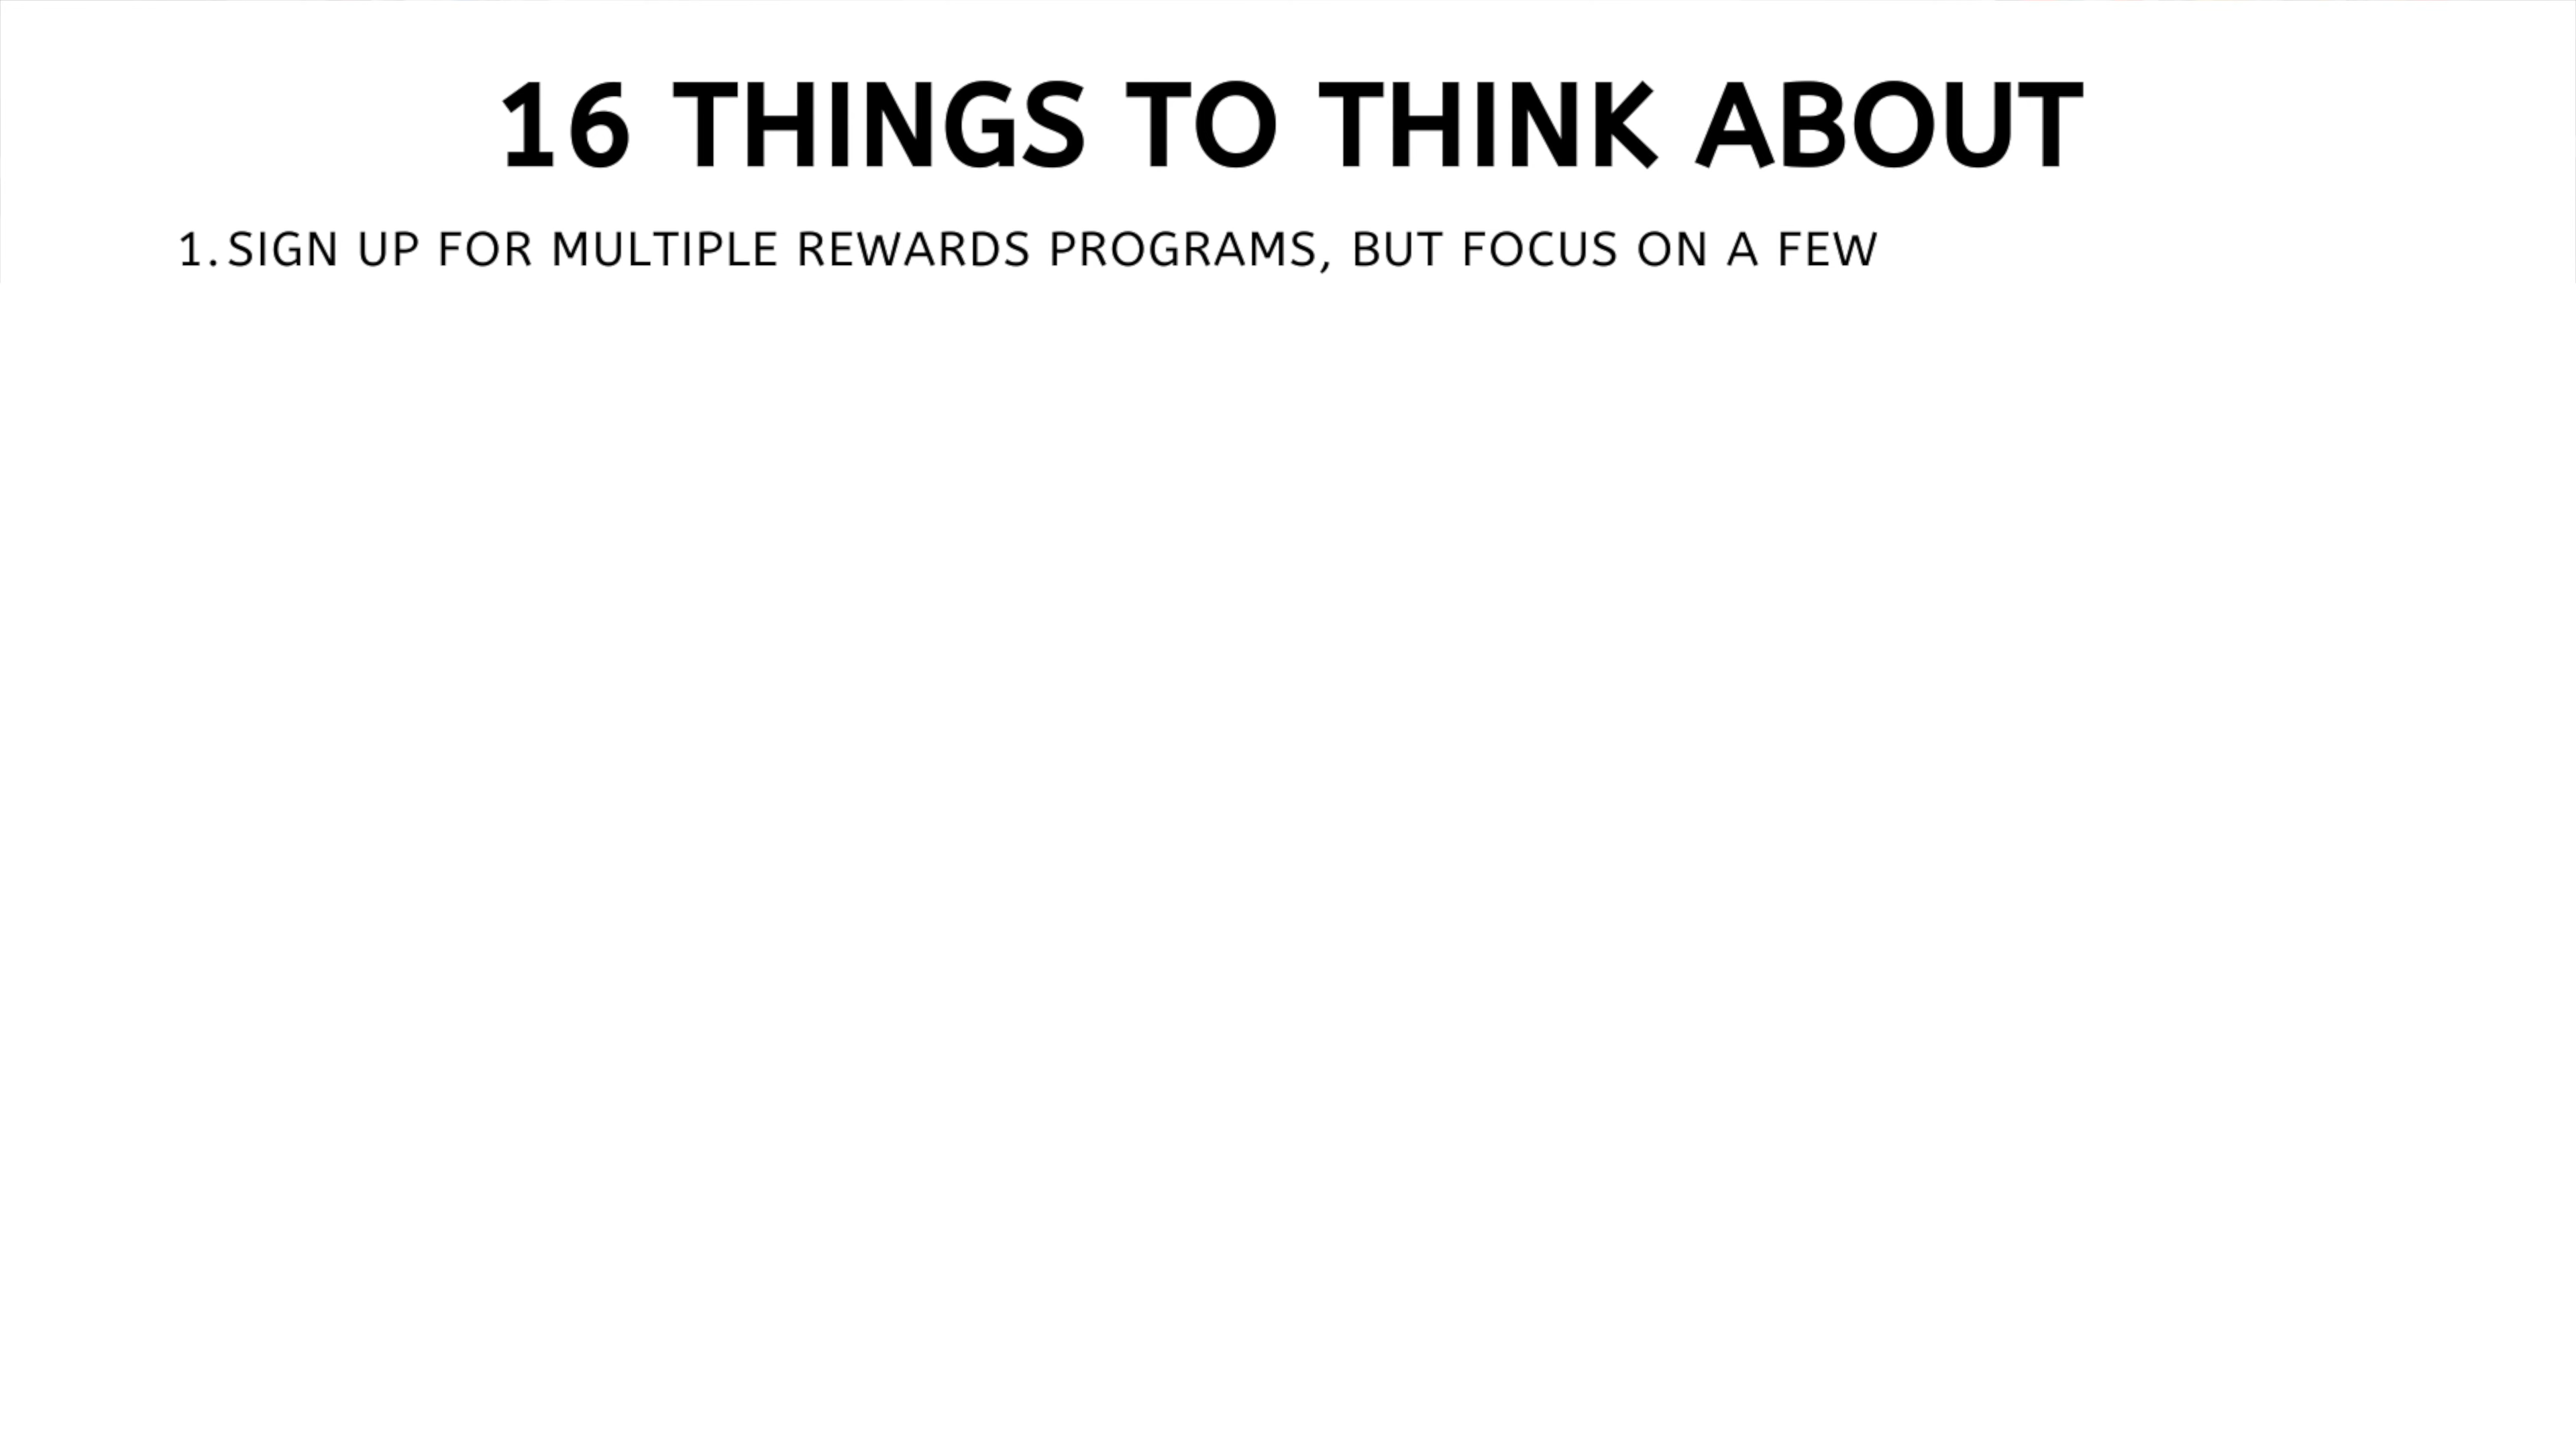 16 THINGS TO THINK ABOUT
1. SIGN UP FOR MULTIPLE REWARDS PROGRAMS, BUT FOCUS ON A FEW